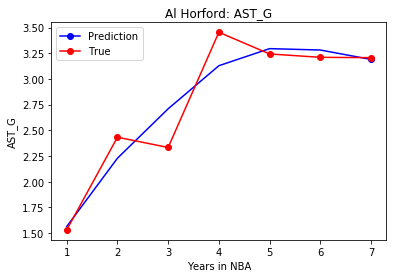 Al Horford: AST_G
Prediction
True
3.50
3.25
3.00
2.75
2.50
2.25
2.00
1.75
1.50
AST_G
1 2 3 4 5 6 7
Years in NBA